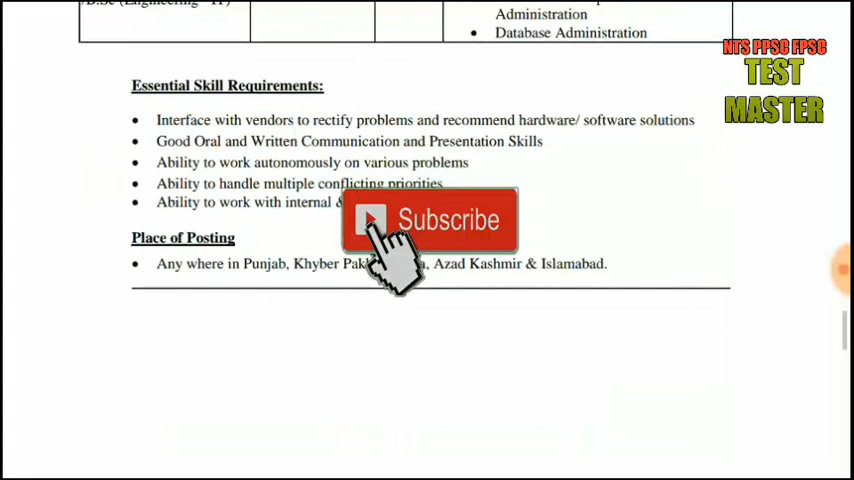 /B.Sc (Engineering - IT)
Administration
• Database Administration
NTS PPSC FPSC
TEST
MASTER
Essential Skill Requirements:
• Interface with vendors to rectify problems and recommend hardware/ software solutions
• Good Oral and Written Communication and Presentation Skills
• Ability to work autonomously on various problems
• Ability to handle multiple conflicting priorities
• Ability to work with internal &
Subscribe
Place of Posting
• Any where in Punjab, Khyber Azad Kashmir & Islamabad.